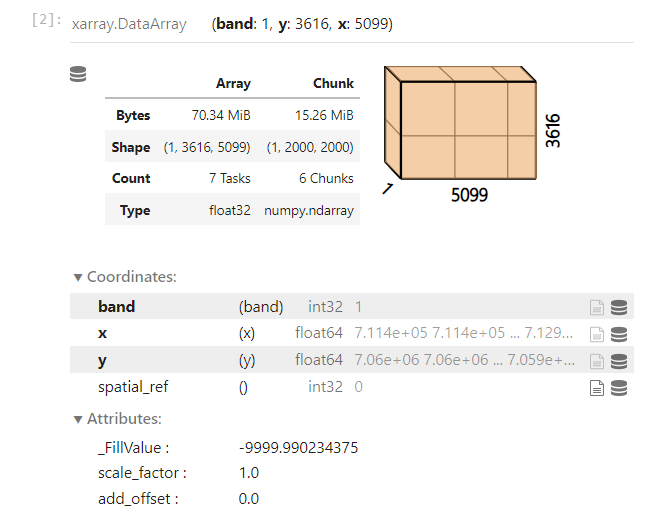 [2]: xarray.DataArray (band: 1, y: 3616, x: 5099)
Array Chunk
Bytes 70.34 MiB 15.26 MiB
Shape (1, 3616, 5099) (1, 2000, 2000)
Count 7 Tasks 6 Chunks
Type float32 numpy.ndarray
3616
1
5099
▼ Coordinates:
band (band) int32 1
x (x) float64 7.114e+05 7.114e+05 ... 7.129...
y (y) float64 7.06e+06 7.06e+06 ... 7.059e+...
spatial_ref () int32 0
▼ Attributes:
_FillValue : -9999.990234375
scale_factor : 1.0
add_offset : 0.0